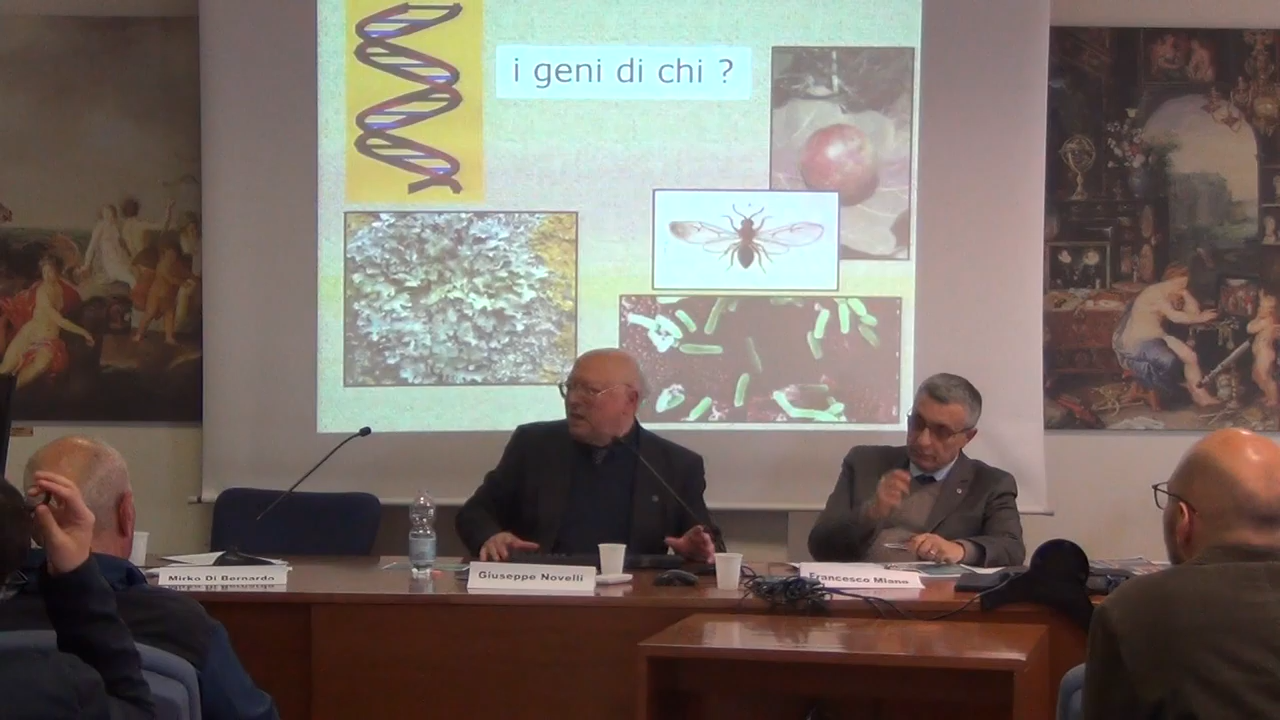 i geni di chi ?
Mirko Di Bernardo
Giuseppe Novelli
Francesco Miano